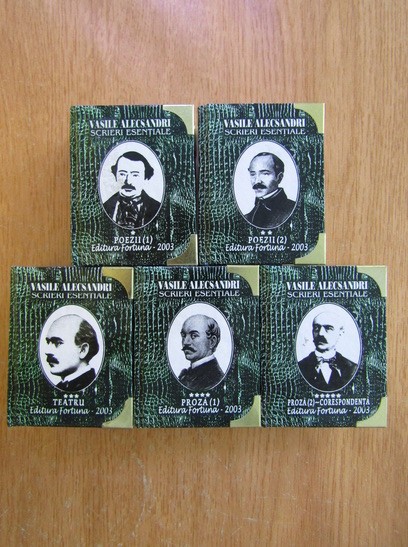 VASILE ALECSANDRI
SCRIERI ESENȚIALE
★
POEZII (1)
Editura Fortuna - 2003
VASILE ALECSANDRI
SCRIERI ESENȚIALE
★★
POEZII (2)
Editura Fortuna - 2003
VASILE ALECSANDRI
SCRIERI ESENȚIALE
★★★
TEATRU
Editura Fortuna - 2003
VASILE ALECSANDRI
SCRIERI ESENȚIALE
★★★★
PROZĂ (1)
Editura Fortuna - 2003
VASILE ALECSANDRI
SCRIERI ESENȚIALE
★★★★★
PROZĂ (2)-CORESPONDENȚĂ
Editura Fortuna - 2003